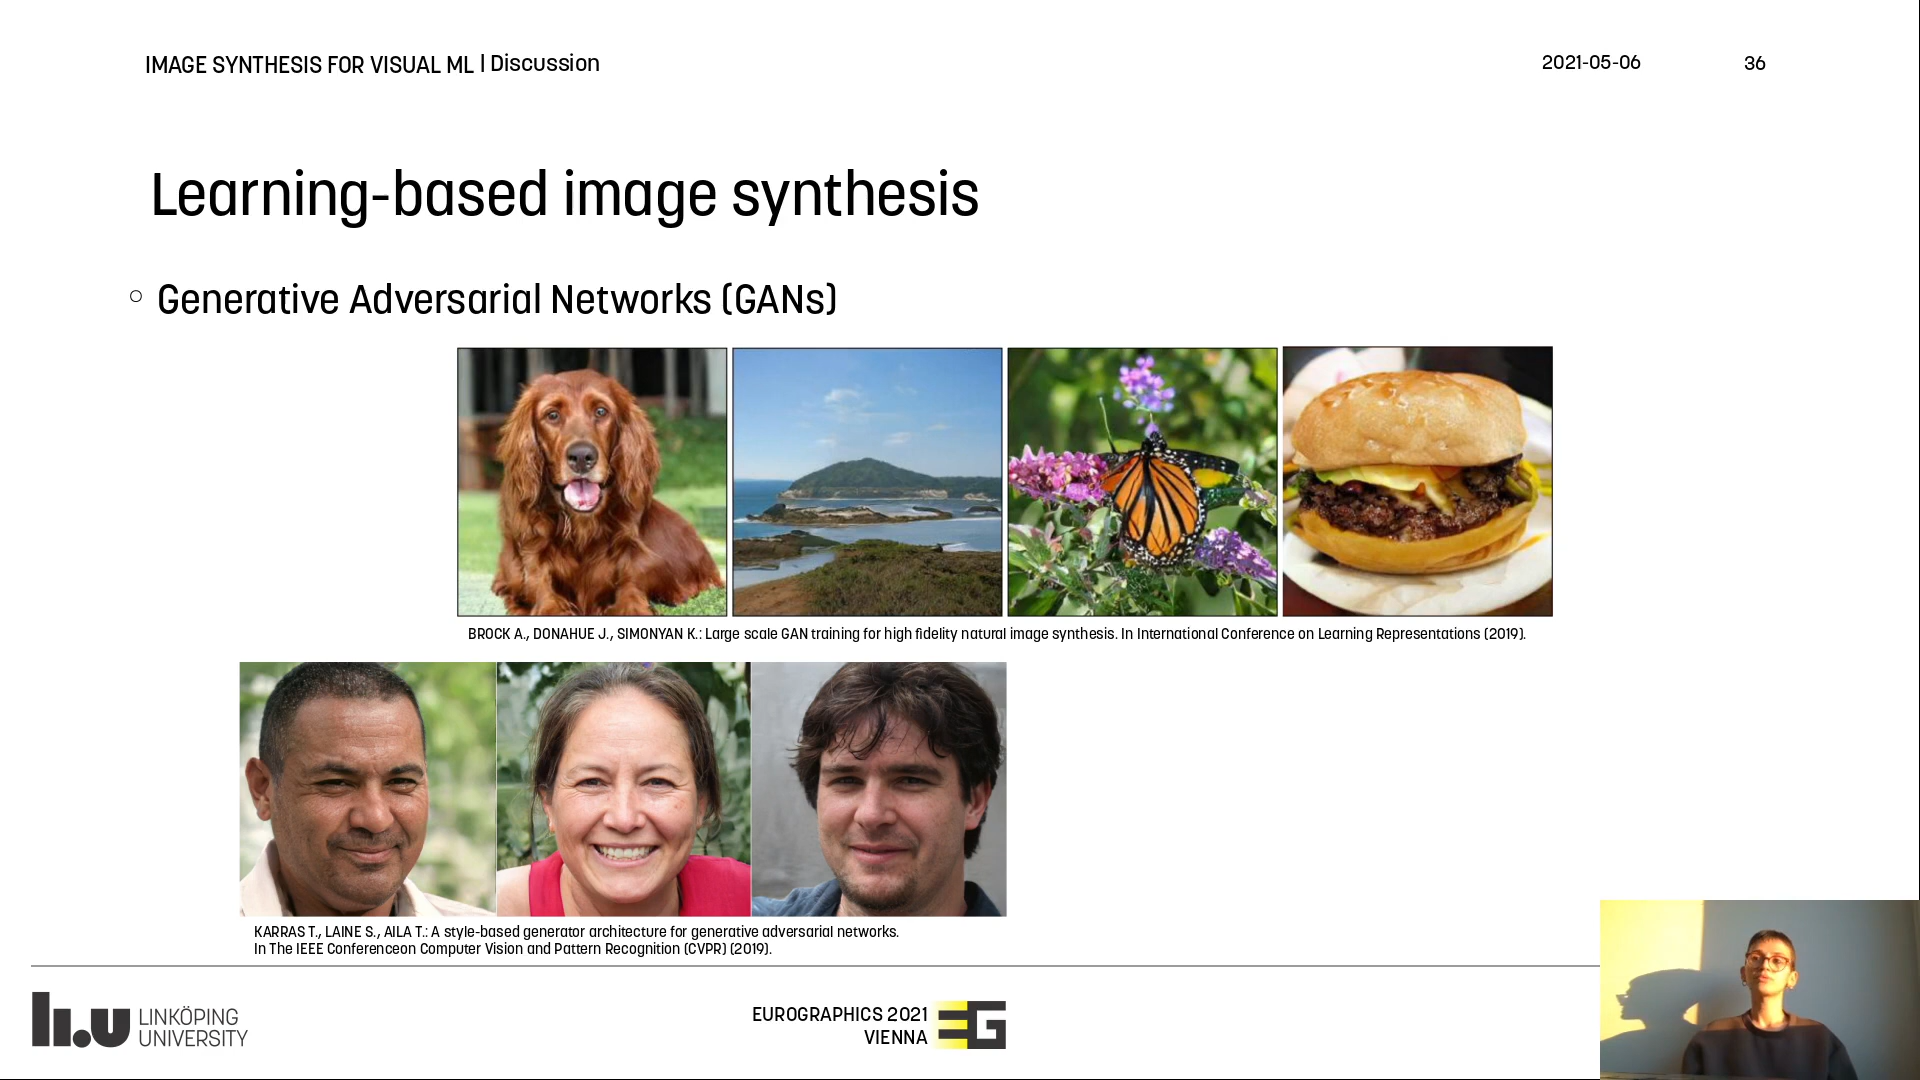 IMAGE SYNTHESIS FOR VISUAL ML | Discussion
2021-05-06
36
Learning-based image synthesis
○ Generative Adversarial Networks (GANs)
BROCK A., DONAHUE J., SIMONYAN K.: Large scale GAN training for high fidelity natural image synthesis. In International Conference on Learning Representations (2019).
KARRAS T., LAINE S., AILA T.: A style-based generator architecture for generative adversarial networks.
In The IEEE Conferenceon Computer Vision and Pattern Recognition (CVPR) (2019).
li.u LINKÖPING
UNIVERSITY
EUROGRAPHICS 2021
VIENNA
EG